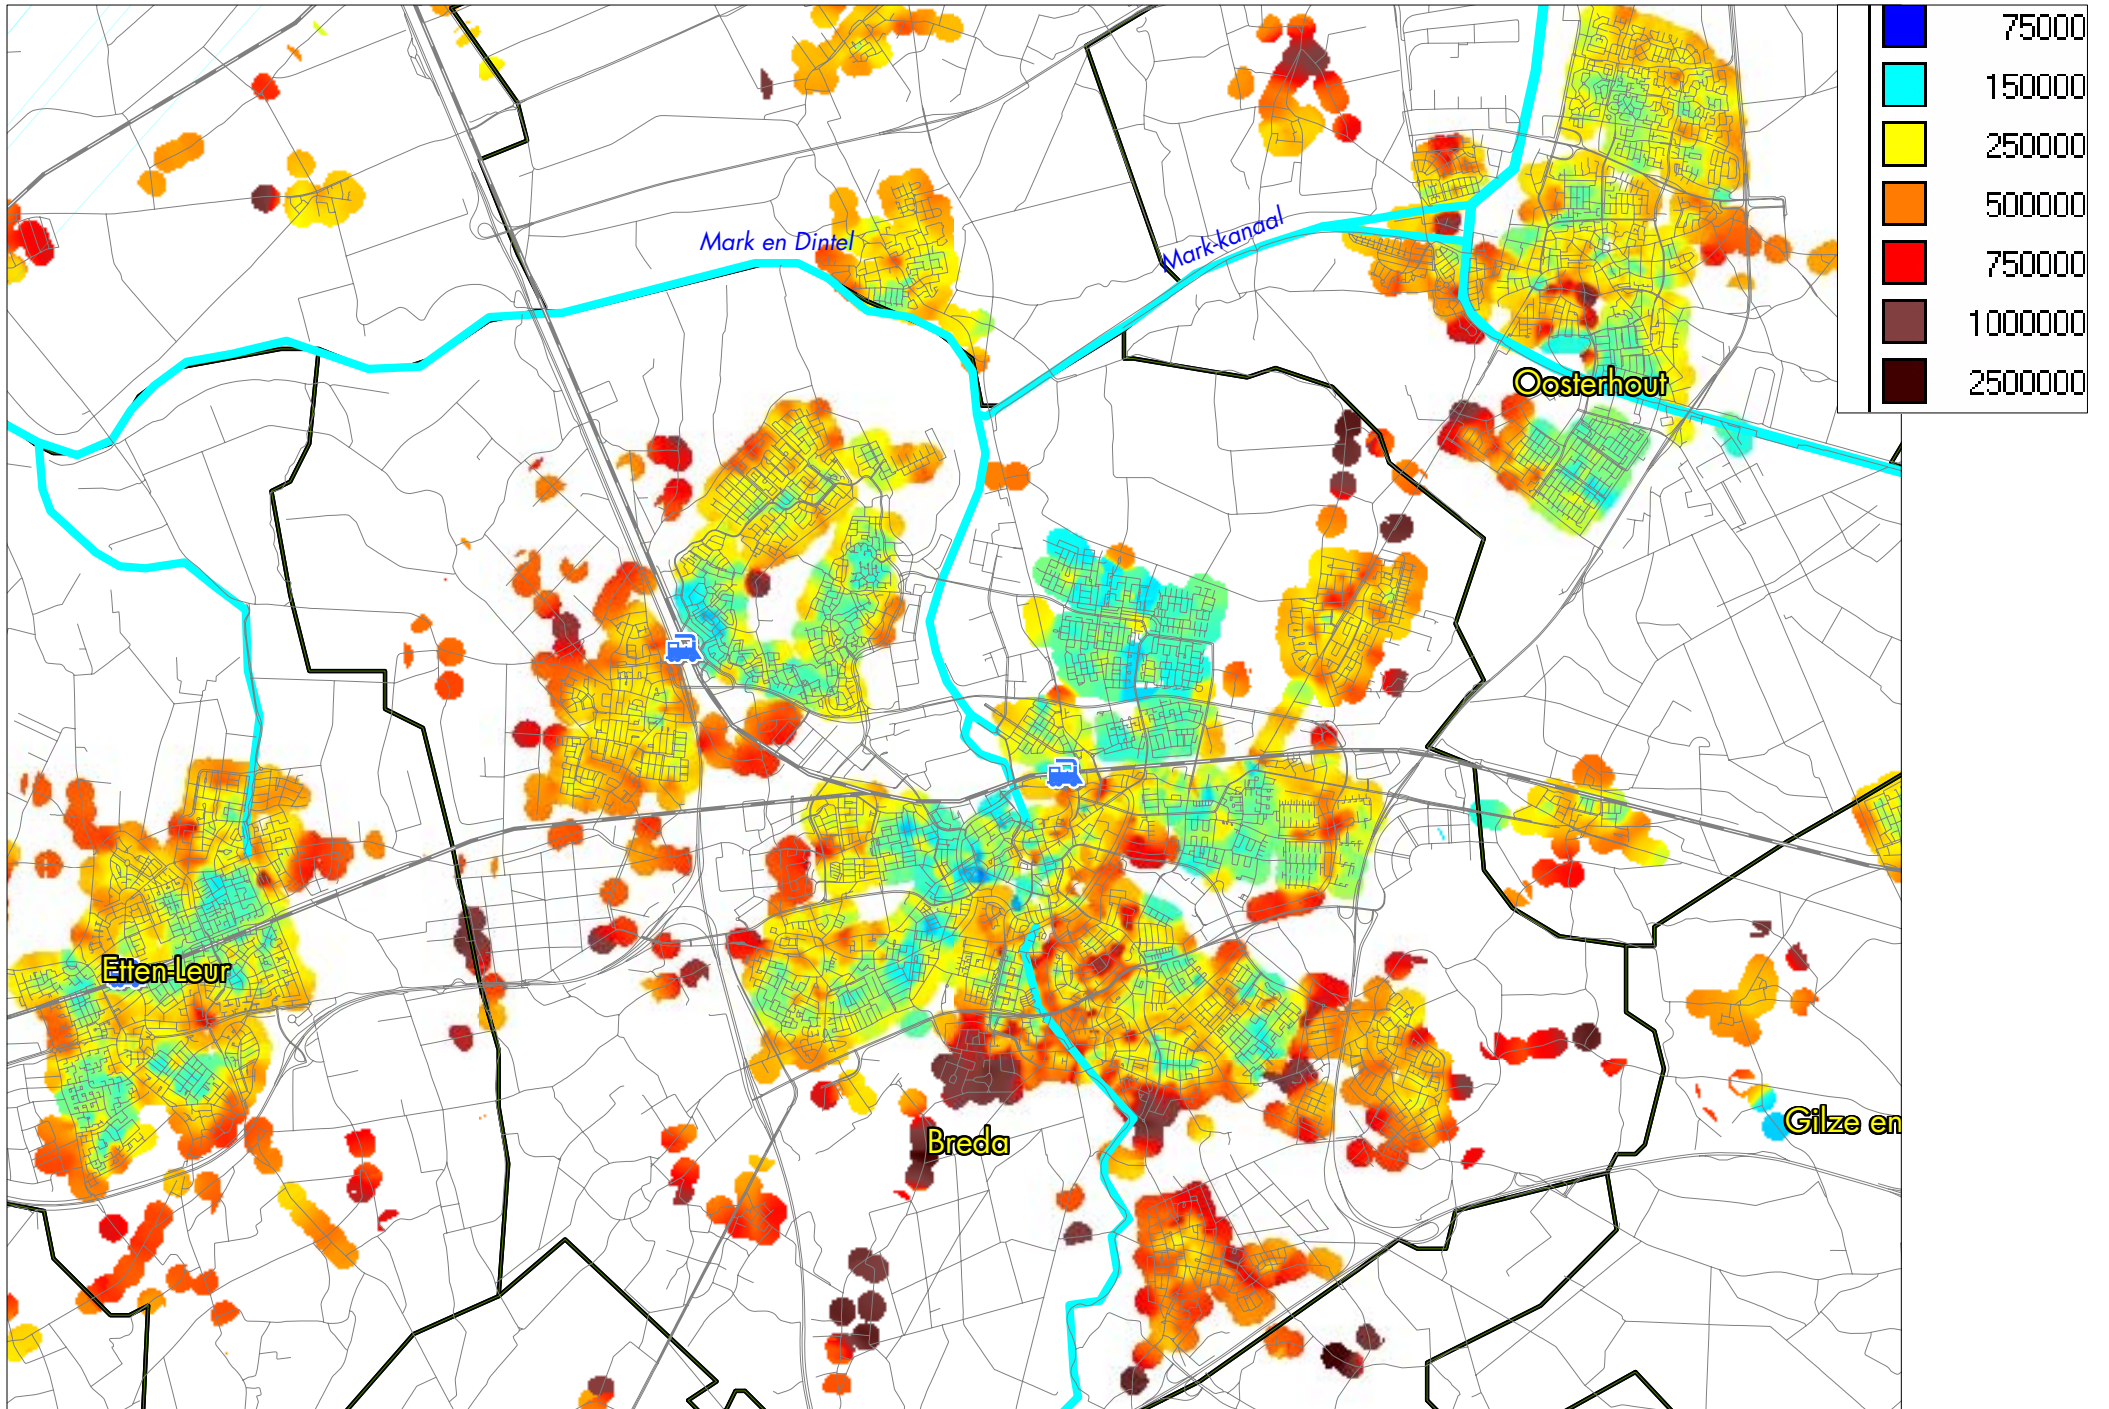 75000
150000
250000
500000
750000
1000000
2500000
Mark en Dintel
Mark-kanaal
Oosterhout
Etten-Leur
Breda
Gilze en